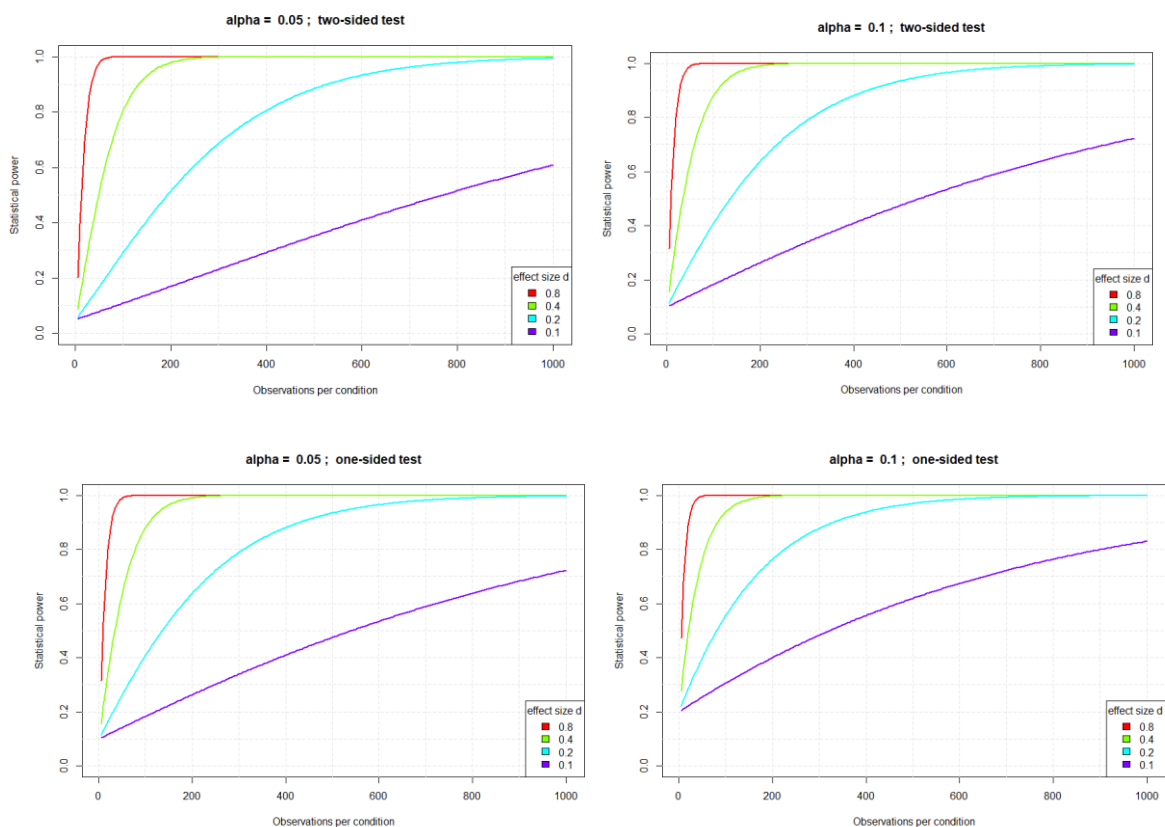 alpha = 0.05 ; two-sided test
Statistical power
1.0
0.8
0.6
0.4
0.2
0.0
effect size d
0.8
0.4
0.2
0.1
0 200 400 600 800 1000
Observations per condition
alpha = 0.1 ; two-sided test
Statistical power
1.0
0.8
0.6
0.4
0.2
0.0
effect size d
0.8
0.4
0.2
0.1
0 200 400 600 800 1000
Observations per condition
alpha = 0.05 ; one-sided test
Statistical power
1.0
0.8
0.6
0.4
0.2
0.0
effect size d
0.8
0.4
0.2
0.1
0 200 400 600 800 1000
Observations per condition
alpha = 0.1 ; one-sided test
Statistical power
1.0
0.8
0.6
0.4
0.2
0.0
effect size d
0.8
0.4
0.2
0.1
0 200 400 600 800 1000
Observations per condition